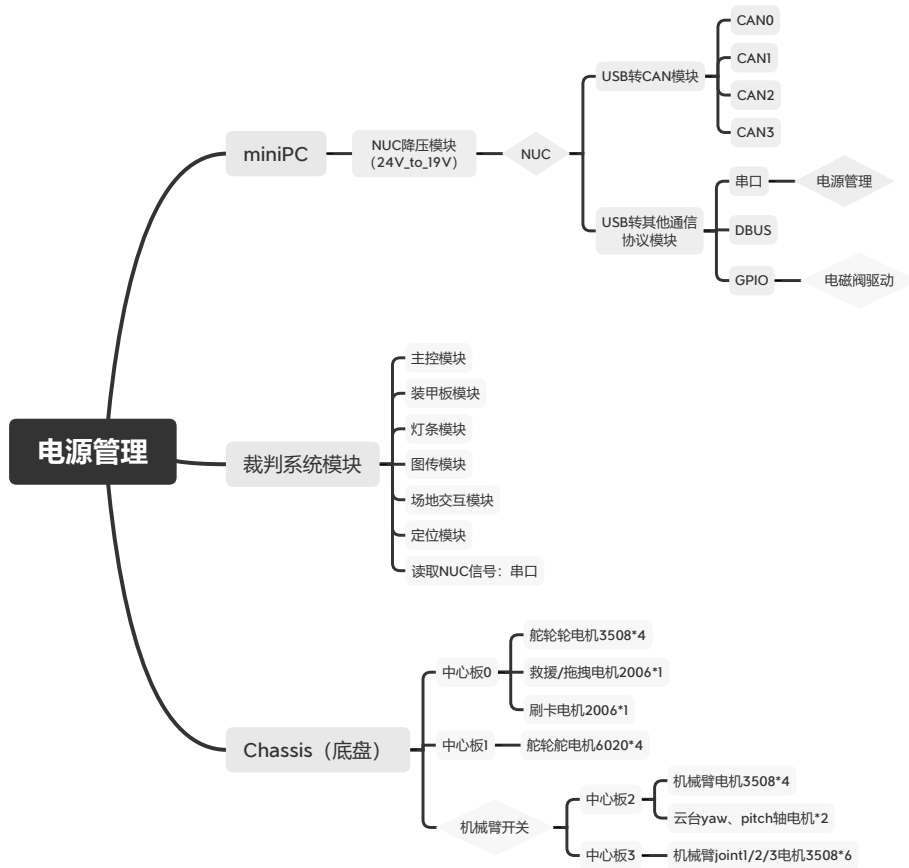 电源管理
miniPC
NUC降压模块
（24V_to_19V）
NUC
USB转CAN模块
CAN0
CAN1
CAN2
CAN3
USB转其他通信
协议模块
串口
电源管理
DBUS
GPIO
电磁阀驱动
裁判系统模块
主控模块
装甲板模块
灯条模块
图传模块
场地交互模块
定位模块
读取NUC信号：串口
Chassis（底盘）
中心板0
舵轮轮电机3508*4
救援/拖拽电机2006*1
刷卡电机2006*1
中心板1
舵轮舵电机6020*4
机械臂开关
中心板2
机械臂电机3508*4
云台yaw、pitch轴电机*2
中心板3
机械臂joint1/2/3电机3508*6